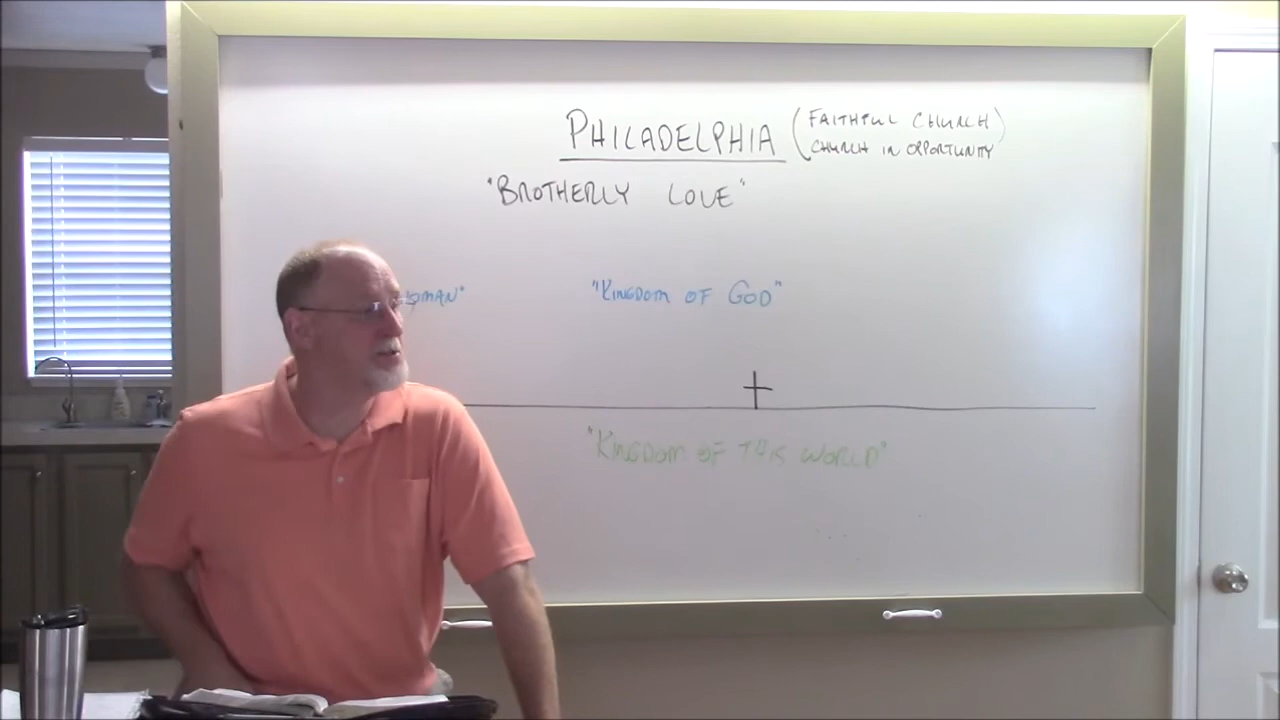 PHILADELPHIA (FAITHFUL CHURCH)
CHURCH IN OPPORTUNITY
"BROTHERLY LOVE"
"KINGDOM OF GOD"
"KINGDOM OF THIS WORLD"